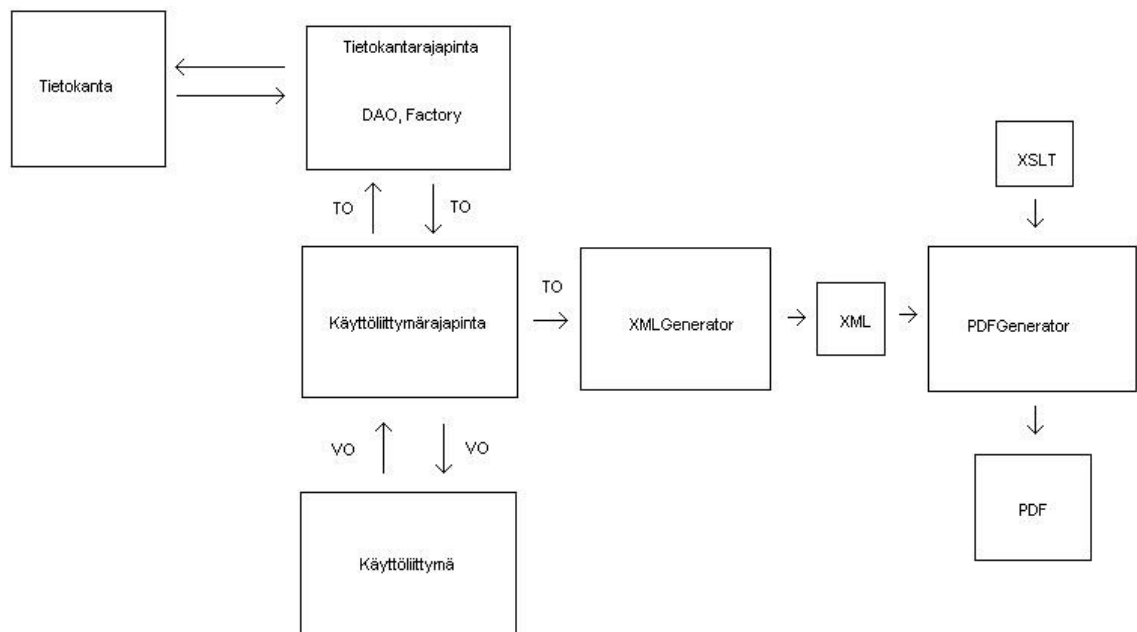 Tietokanta
Tietokantarajapinta
DAO, Factory
XSLT
TO
TO
Käyttöliittymärajapinta
TO
XMLGenerator
XML
PDFGenerator
VO
VO
Käyttöliittymä
PDF